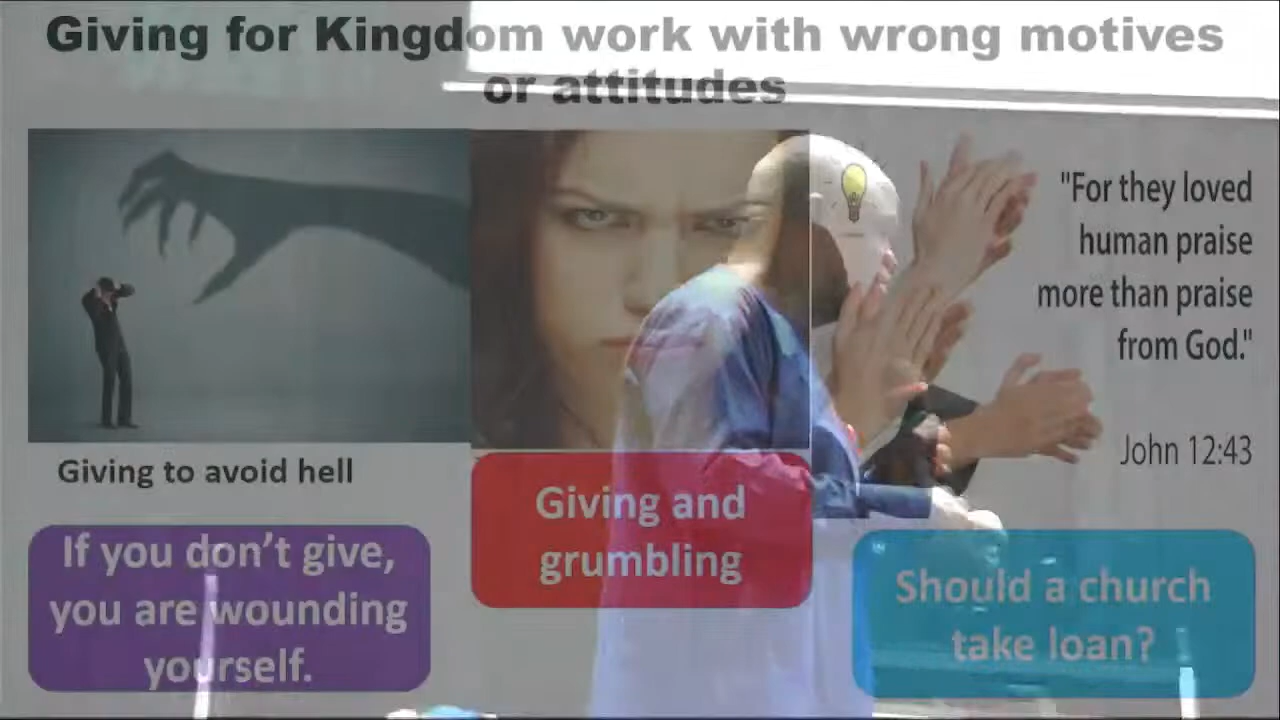 Giving for Kingdom work with wrong motives
or attitudes
"For they loved
human praise
more than praise
from God."
John 12:43
Giving to avoid hell
Giving and
grumbling
If you don't give,
you are wounding
yourself.
Should a church
take loan?